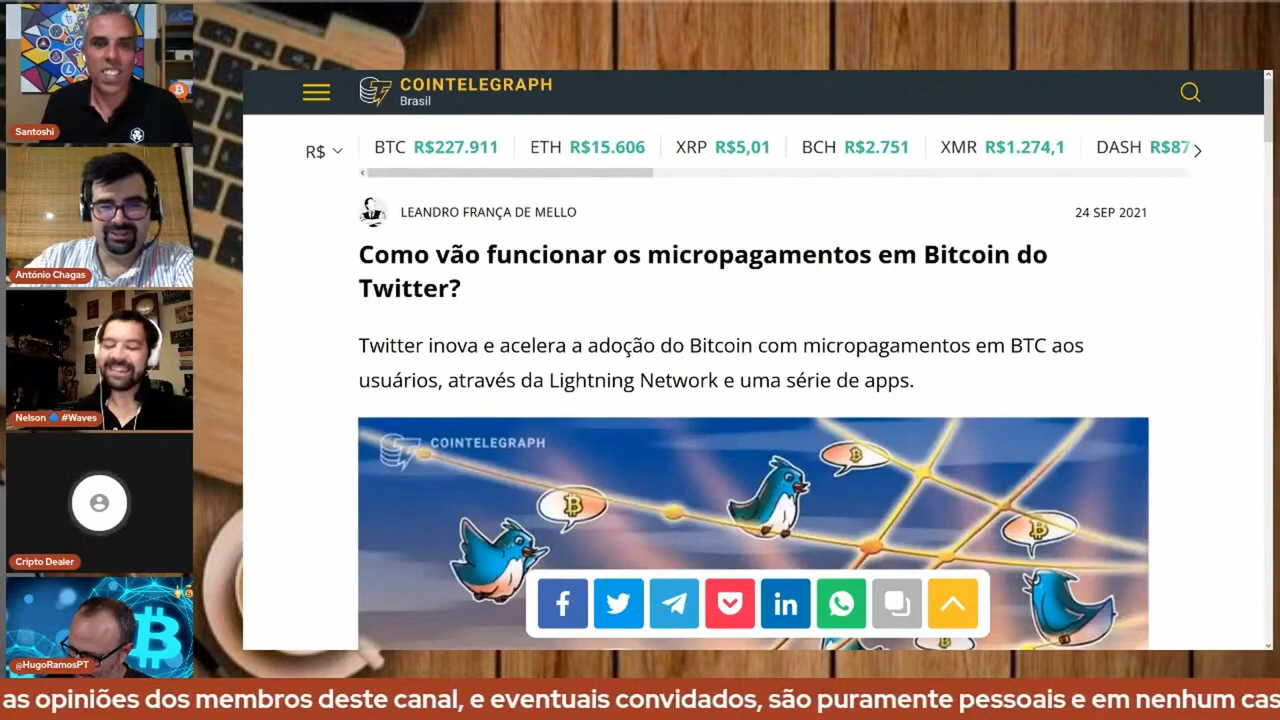 Santoshi
António Chagas
Nelson #Waves
Cripto Dealer
@HugoRamosPT
COINTELEGRAPH
Brasil
R$ BTC R$227.911 ETH R$15.606 XRP R$5,01 BCH R$2.751 XMR R$1.274,1 DASH R$87
LEANDRO FRANÇA DE MELLO 24 SEP 2021
Como vão funcionar os micropagamentos em Bitcoin do
Twitter?
Twitter inova e acelera a adoção do Bitcoin com micropagamentos em BTC aos
usuários, através da Lightning Network e uma série de apps.
COINTELEGRAPH
as opiniões dos membros deste canal, e eventuais convidados, são puramente pessoais e em nenhum cas